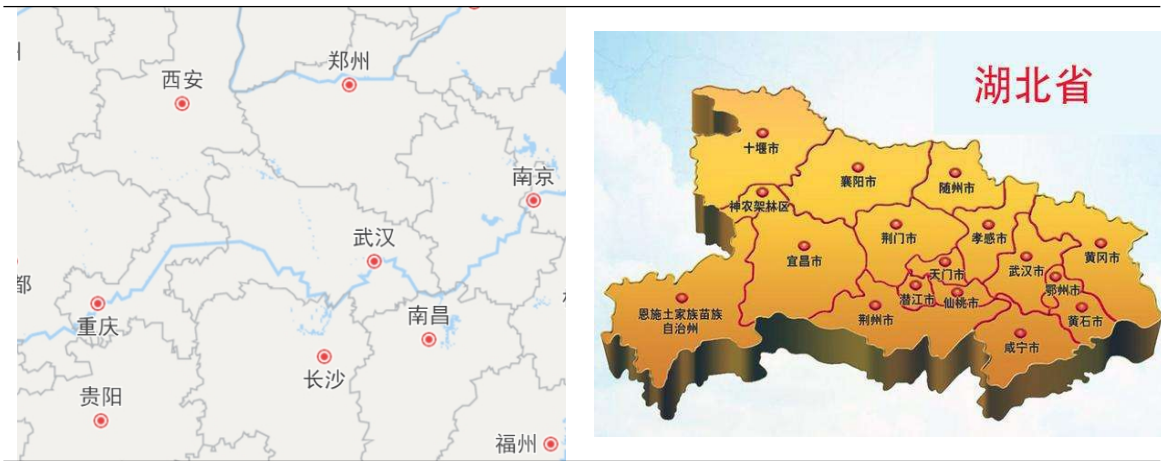 郑州
西安
南京
武汉
都
重庆
南昌
长沙
贵阳
福州
湖北省
十堰市
襄阳市
随州市
神农架林区
荆门市
孝感市
宜昌市
黄冈市
武汉市
天门市
鄂州市
潜江市
仙桃市
恩施土家族苗族
自治州
荆州市
黄石市
咸宁市